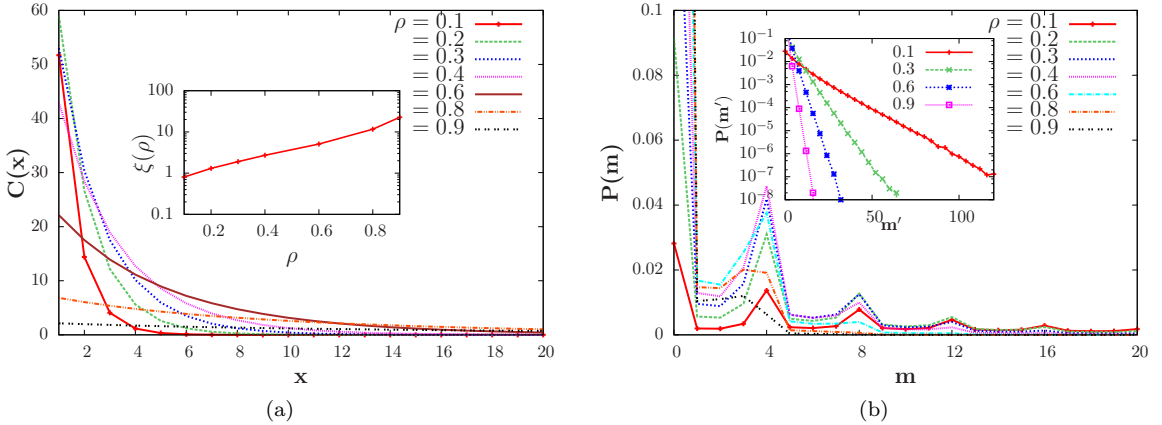 60
50
40
30
20
10
0
C(x)
2 4 6 8 10 12 14 16 18 20
x
ρ = 0.1
= 0.2
= 0.3
= 0.4
= 0.6
= 0.8
= 0.9
100
10
1
0.1
ξ(ρ)
0.2 0.4 0.6 0.8
ρ
(a)
0.1
0.08
0.06
0.04
0.02
0
P(m)
0 4 8 12 16 20
m
ρ = 0.1
= 0.2
= 0.3
= 0.4
= 0.6
= 0.8
= 0.9
10⁻¹
10⁻²
10⁻³
10⁻⁴
10⁻⁵
10⁻⁶
10⁻⁷
10⁻⁸
P(m′)
0 50 100
m′
0.1
0.3
0.6
0.9
(b)